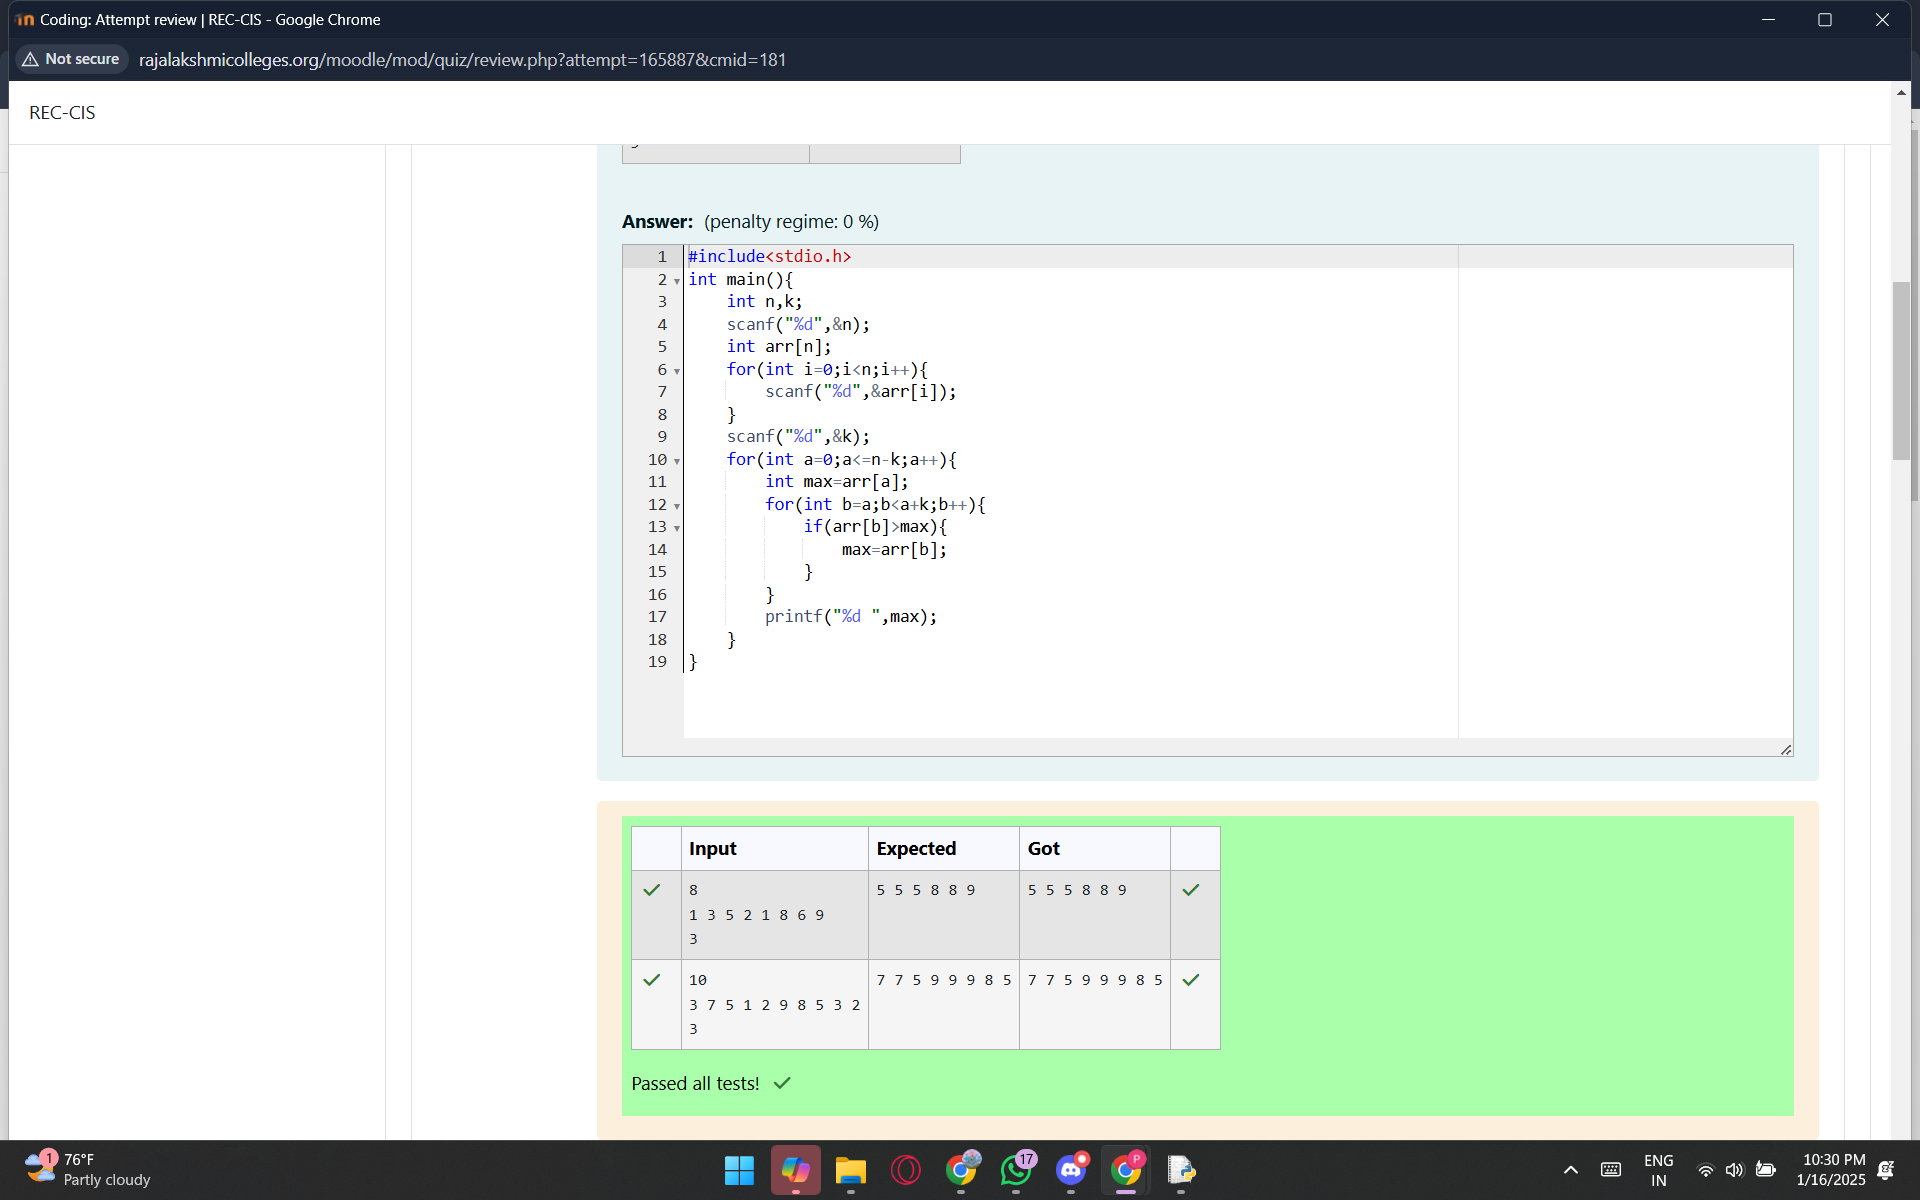 Coding: Attempt review | REC-CIS - Google Chrome
Not secure rajalakshmicolleges.org/moodle/mod/quiz/review.php?attempt=165887&cmid=181
REC-CIS
Answer: (penalty regime: 0 %)
1 #include<stdio.h>
2 int main(){
3     int n,k;
4     scanf("%d",&n);
5     int arr[n];
6     for(int i=0;i<n;i++){
7         scanf("%d",&arr[i]);
8     }
9     scanf("%d",&k);
10     for(int a=0;a<=n-k;a++){
11         int max=arr[a];
12         for(int b=a;b<a+k;b++){
13             if(arr[b]>max){
14                 max=arr[b];
15             }
16         }
17         printf("%d ",max);
18     }
19 }
Input Expected Got
8 5 5 5 8 8 9 5 5 5 8 8 9
1 3 5 2 1 8 6 9
3
10 7 7 5 9 9 9 8 5 7 7 5 9 9 9 8 5
3 7 5 1 2 9 8 5 3 2
3
Passed all tests!
1 76°F
Partly cloudy
17
P
ENG
IN
10:30 PM
1/16/2025